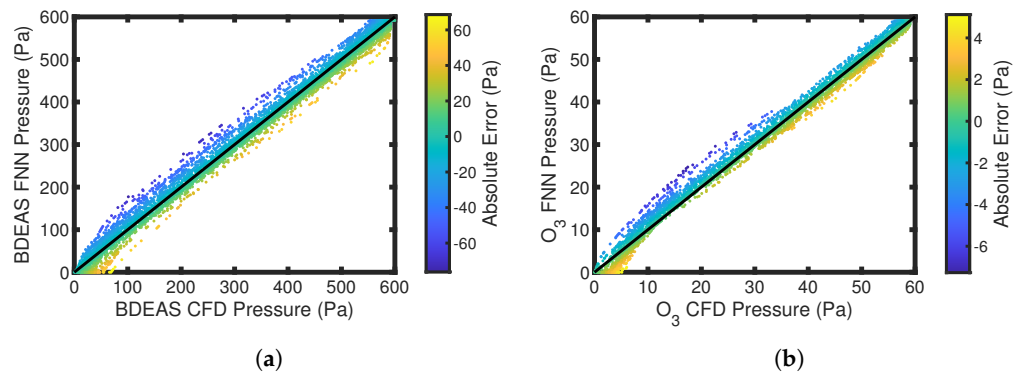 600
500
400
300
200
100
0
BDEAS FNN Pressure (Pa)
0 100 200 300 400 500 600
BDEAS CFD Pressure (Pa)
60
40
20
0
-20
-40
-60
Absolute Error (Pa)
(a)
60
50
40
30
20
10
0
O3 FNN Pressure (Pa)
0 10 20 30 40 50 60
O3 CFD Pressure (Pa)
4
2
0
-2
-4
-6
Absolute Error (Pa)
(b)